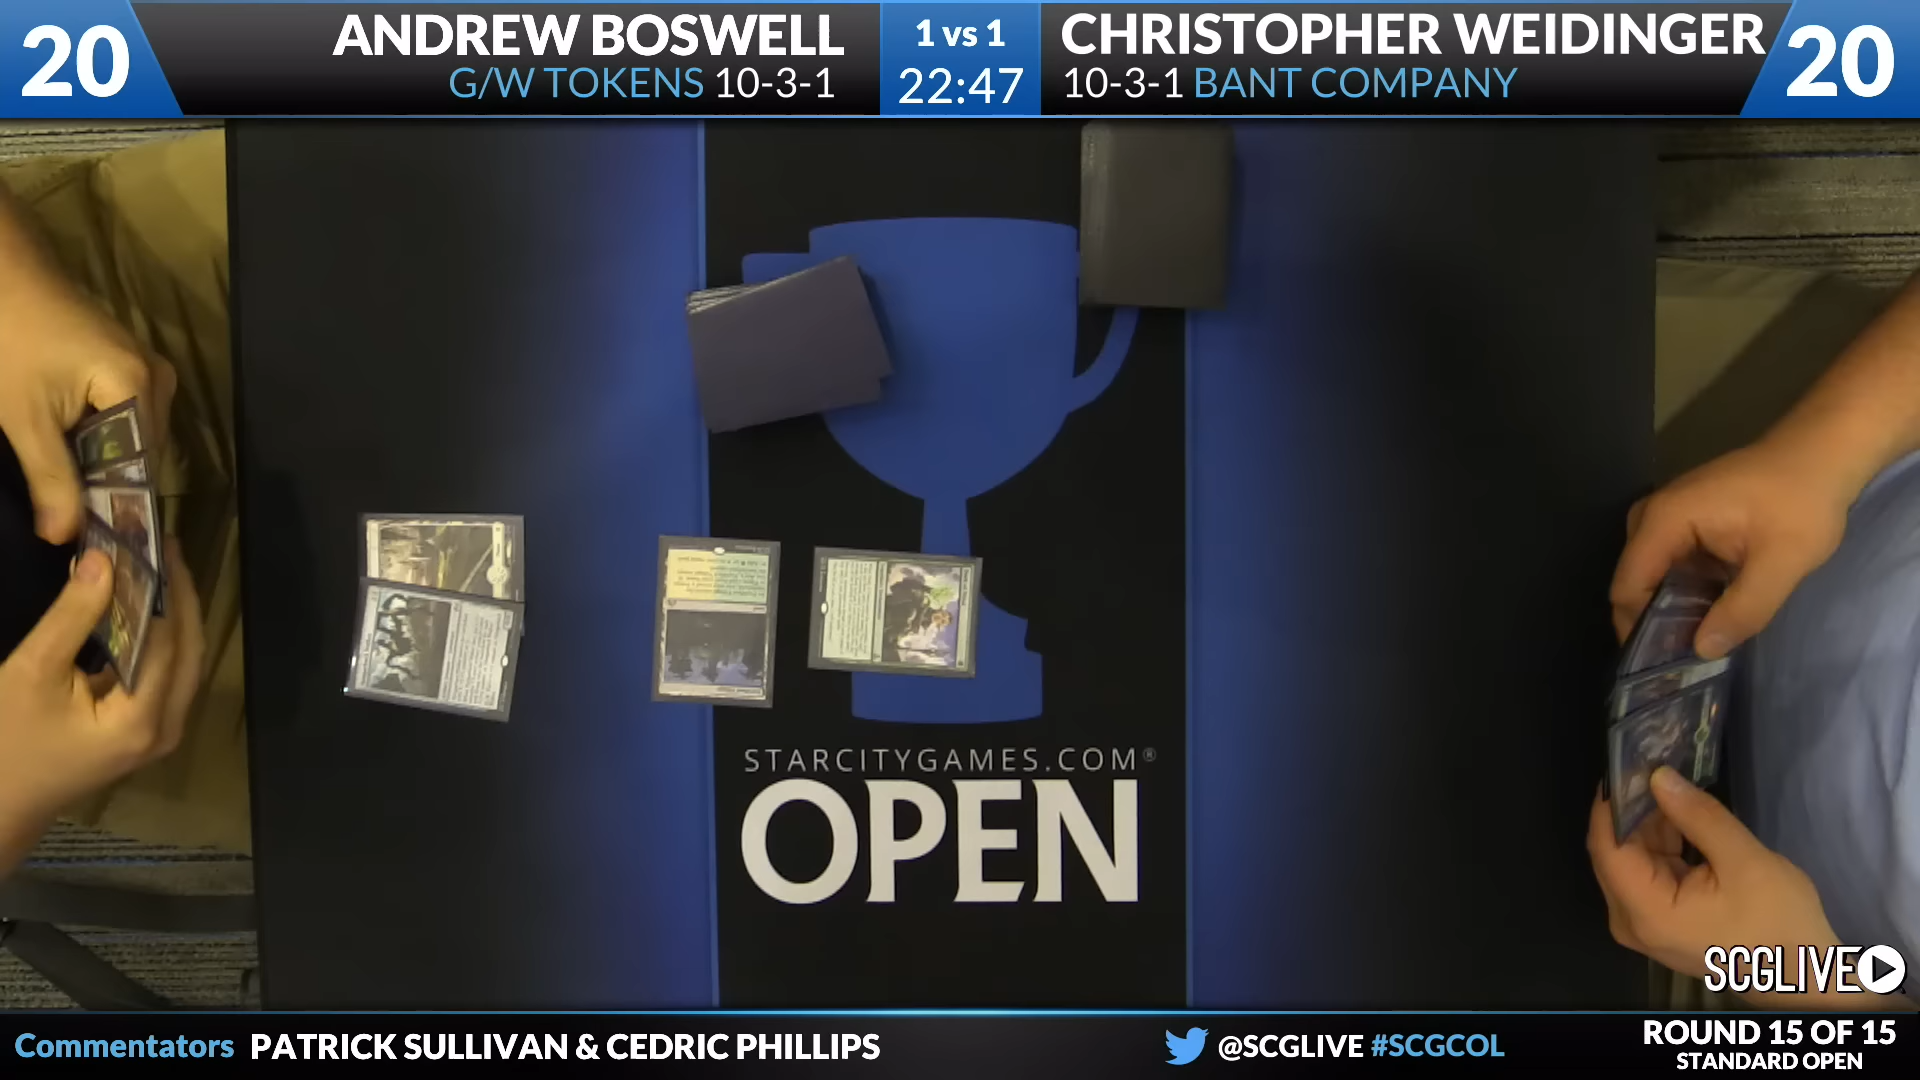 20
ANDREW BOSWELL
G/W TOKENS 10-3-1
1 vs 1
22:47
CHRISTOPHER WEIDINGER
10-3-1 BANT COMPANY
20
STARCITYGAMES.COM®
OPEN
SCGLIVE
Commentators PATRICK SULLIVAN & CEDRIC PHILLIPS
@SCGLIVE #SCGCOL
ROUND 15 OF 15
STANDARD OPEN